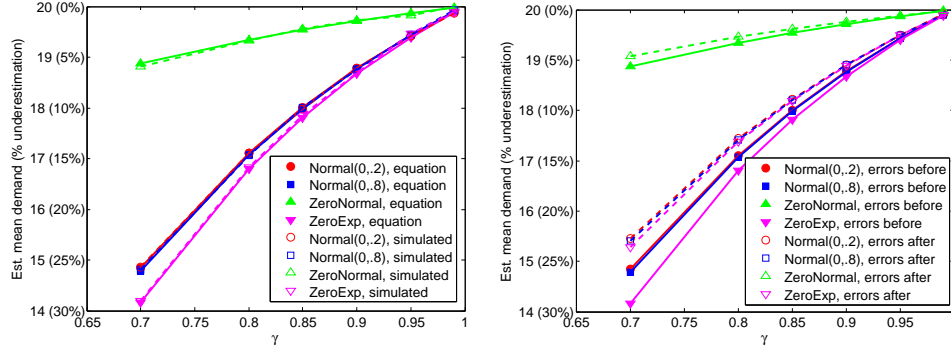 20 (0%)
19 (5%)
18 (10%)
17 (15%)
16 (20%)
15 (25%)
14 (30%)
Est. mean demand (% underestimation)
0.65
0.7
0.75
0.8
0.85
0.9
0.95
1
γ
Normal(0,.2), equation
Normal(0,.8), equation
ZeroNormal, equation
ZeroExp, equation
Normal(0,.2), simulated
Normal(0,.8), simulated
ZeroNormal, simulated
ZeroExp, simulated
20 (0%)
19 (5%)
18 (10%)
17 (15%)
16 (20%)
15 (25%)
14 (30%)
Est. mean demand (% underestimation)
0.65
0.7
0.75
0.8
0.85
0.9
0.95
γ
Normal(0,.2), errors before
Normal(0,.8), errors before
ZeroNormal, errors before
ZeroExp, errors before
Normal(0,.2), errors after
Normal(0,.8), errors after
ZeroNormal, errors after
ZeroExp, errors after